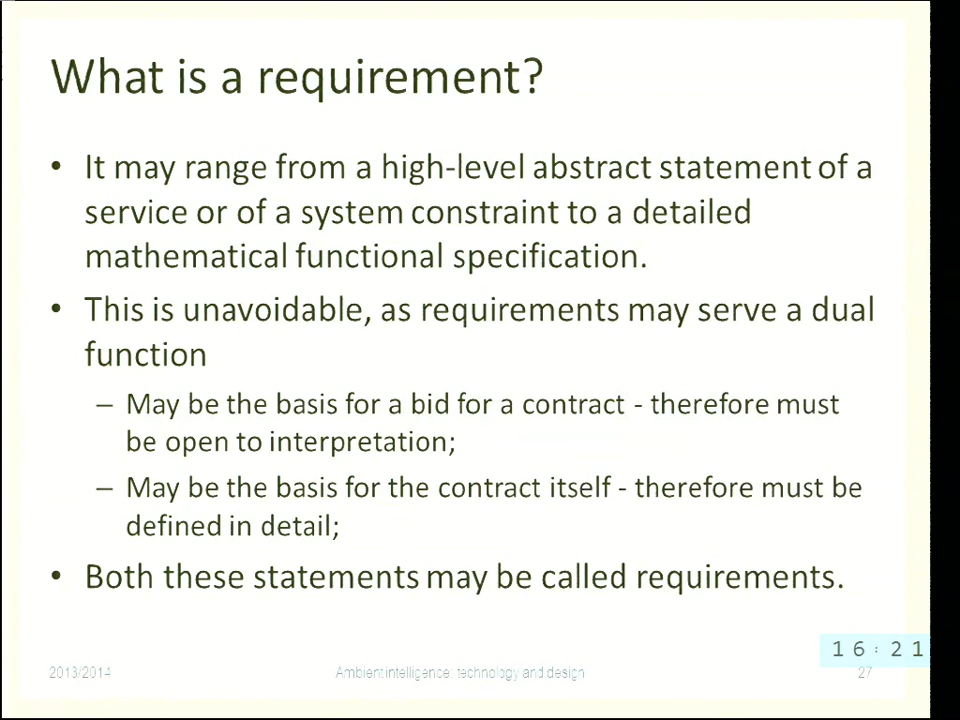 What is a requirement?
• It may range from a high-level abstract statement of a
service or of a system constraint to a detailed
mathematical functional specification.
• This is unavoidable, as requirements may serve a dual
function
– May be the basis for a bid for a contract - therefore must
be open to interpretation;
– May be the basis for the contract itself - therefore must be
defined in detail;
• Both these statements may be called requirements.
16:21
2013/2014 Ambient intelligence: technology and design 27